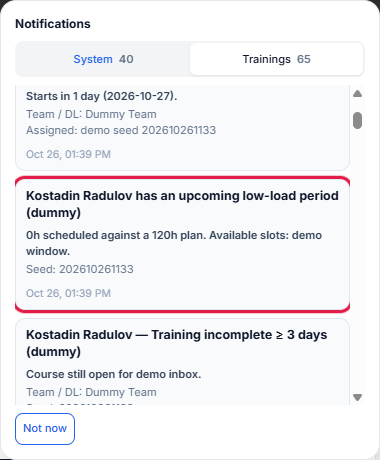 Notifications
System 40
Trainings 65
Starts in 1 day (2026-10-27).
Team / DL: Dummy Team
Assigned: demo seed 202610261133
Oct 26, 01:39 PM
Kostadin Radulov has an upcoming low-load period
(dummy)
0h scheduled against a 120h plan. Available slots: demo
window.
Seed: 202610261133
Oct 26, 01:39 PM
Kostadin Radulov — Training incomplete ≥ 3 days
(dummy)
Course still open for demo inbox.
Team / DL: Dummy Team
Not now